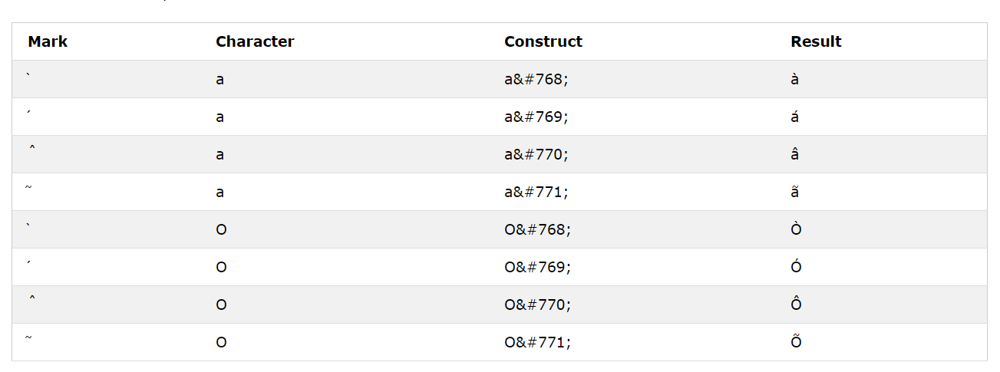 Mark Character Construct Result
̀ a a&#768; à
́ a a&#769; á
̂ a a&#770; â
̃ a a&#771; ã
̀ O O&#768; Ò
́ O O&#769; Ó
̂ O O&#770; Ô
̃ O O&#771; Õ